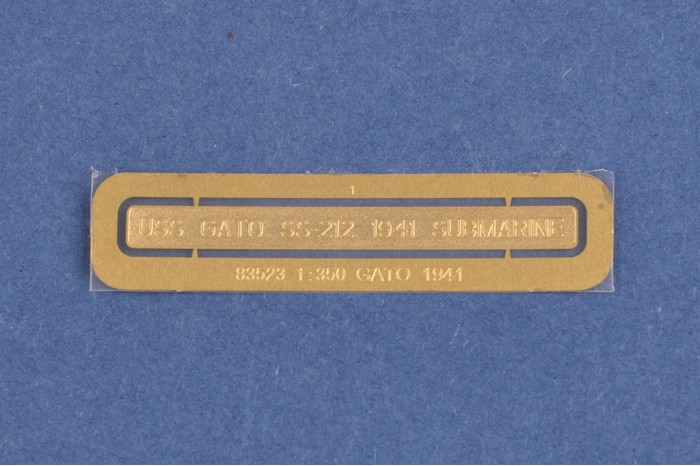 1
USS GATO SS-212 1941 SUBMARINE
83523 1:350 GATO 1941